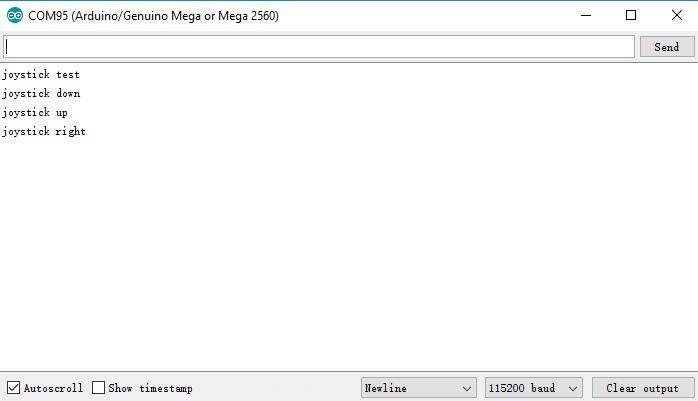 COM95 (Arduino/Genuino Mega or Mega 2560)
Send
joystick test
joystick down
joystick up
joystick right
Autoscroll Show timestamp Newline 115200 baud Clear output